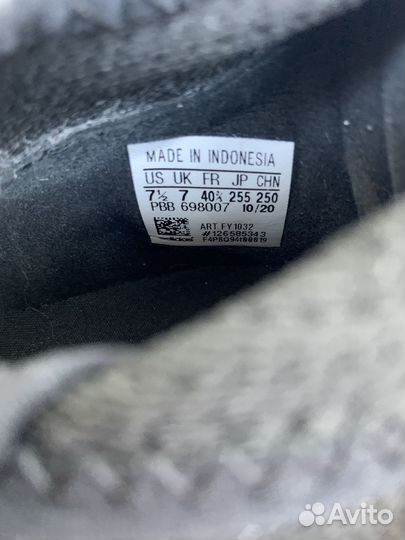 MADE IN INDONESIA
US UK FR JP CHN
7½ 7 40⅔ 255 250
PBB 698007 10/20
ART FY1032
#126585343
adidas
Avito